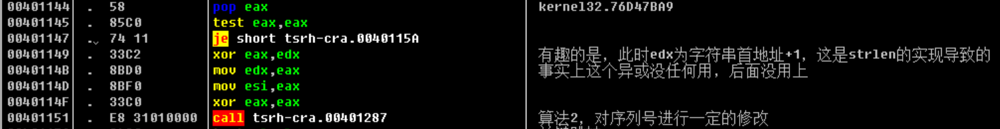 00401144 . 58 pop eax kernel32.76D47BA9
00401145 . 85C0 test eax,eax
00401147 .⌄ 74 11 je short tsrh-cra.0040115A
00401149 . 33C2 xor eax,edx 有趣的是，此时edx为字符串首地址+1，这是strlen的实现导致的
0040114B . 8BD0 mov edx,eax 事实上这个异或没任何用，后面没用上
0040114D . 8BF0 mov esi,eax
0040114F . 33C0 xor eax,eax
00401151 . E8 31010000 call tsrh-cra.00401287 算法2，对序列号进行一定的修改